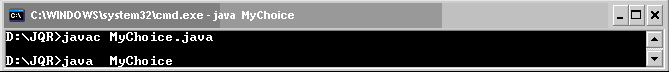 C:\WINDOWS\system32\cmd.exe - java  MyChoice
D:\JQR>javac MyChoice.java
D:\JQR>java  MyChoice